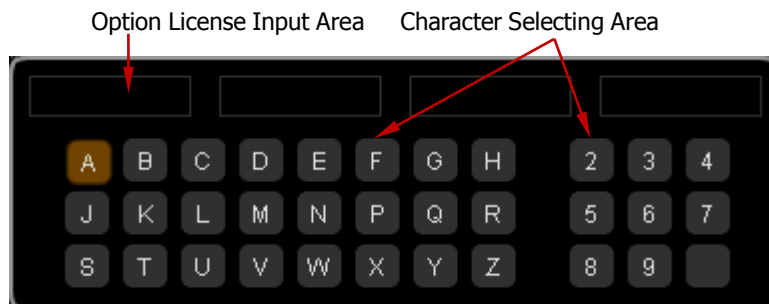 Option License Input Area Character Selecting Area
A B C D E F G H 2 3 4
J K L M N P Q R 5 6 7
S T U V W X Y Z 8 9